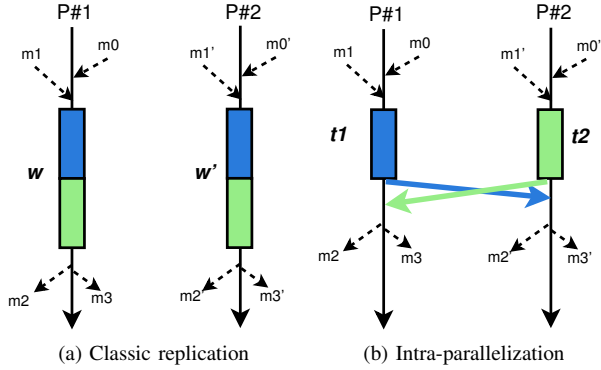 P#1 P#2 P#1 P#2
m1 m0 m1' m0' m1 m0 m1' m0'
w w' t1 t2
m2 m3 m2' m3' m2 m3 m2' m3'
(a) Classic replication (b) Intra-parallelization